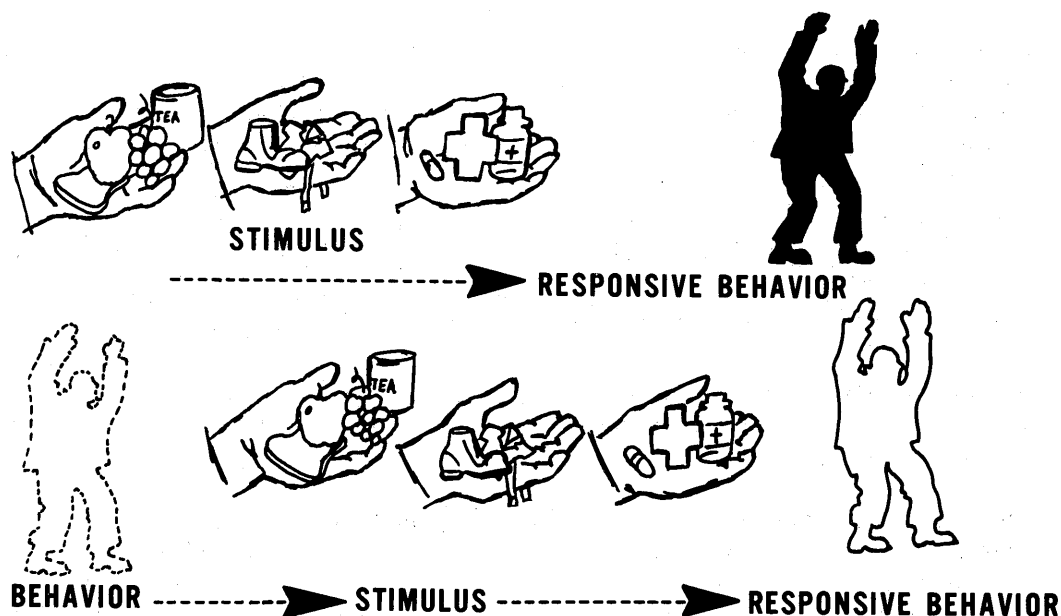 TEA
STIMULUS
RESPONSIVE BEHAVIOR
TEA
BEHAVIOR STIMULUS RESPONSIVE BEHAVIOR